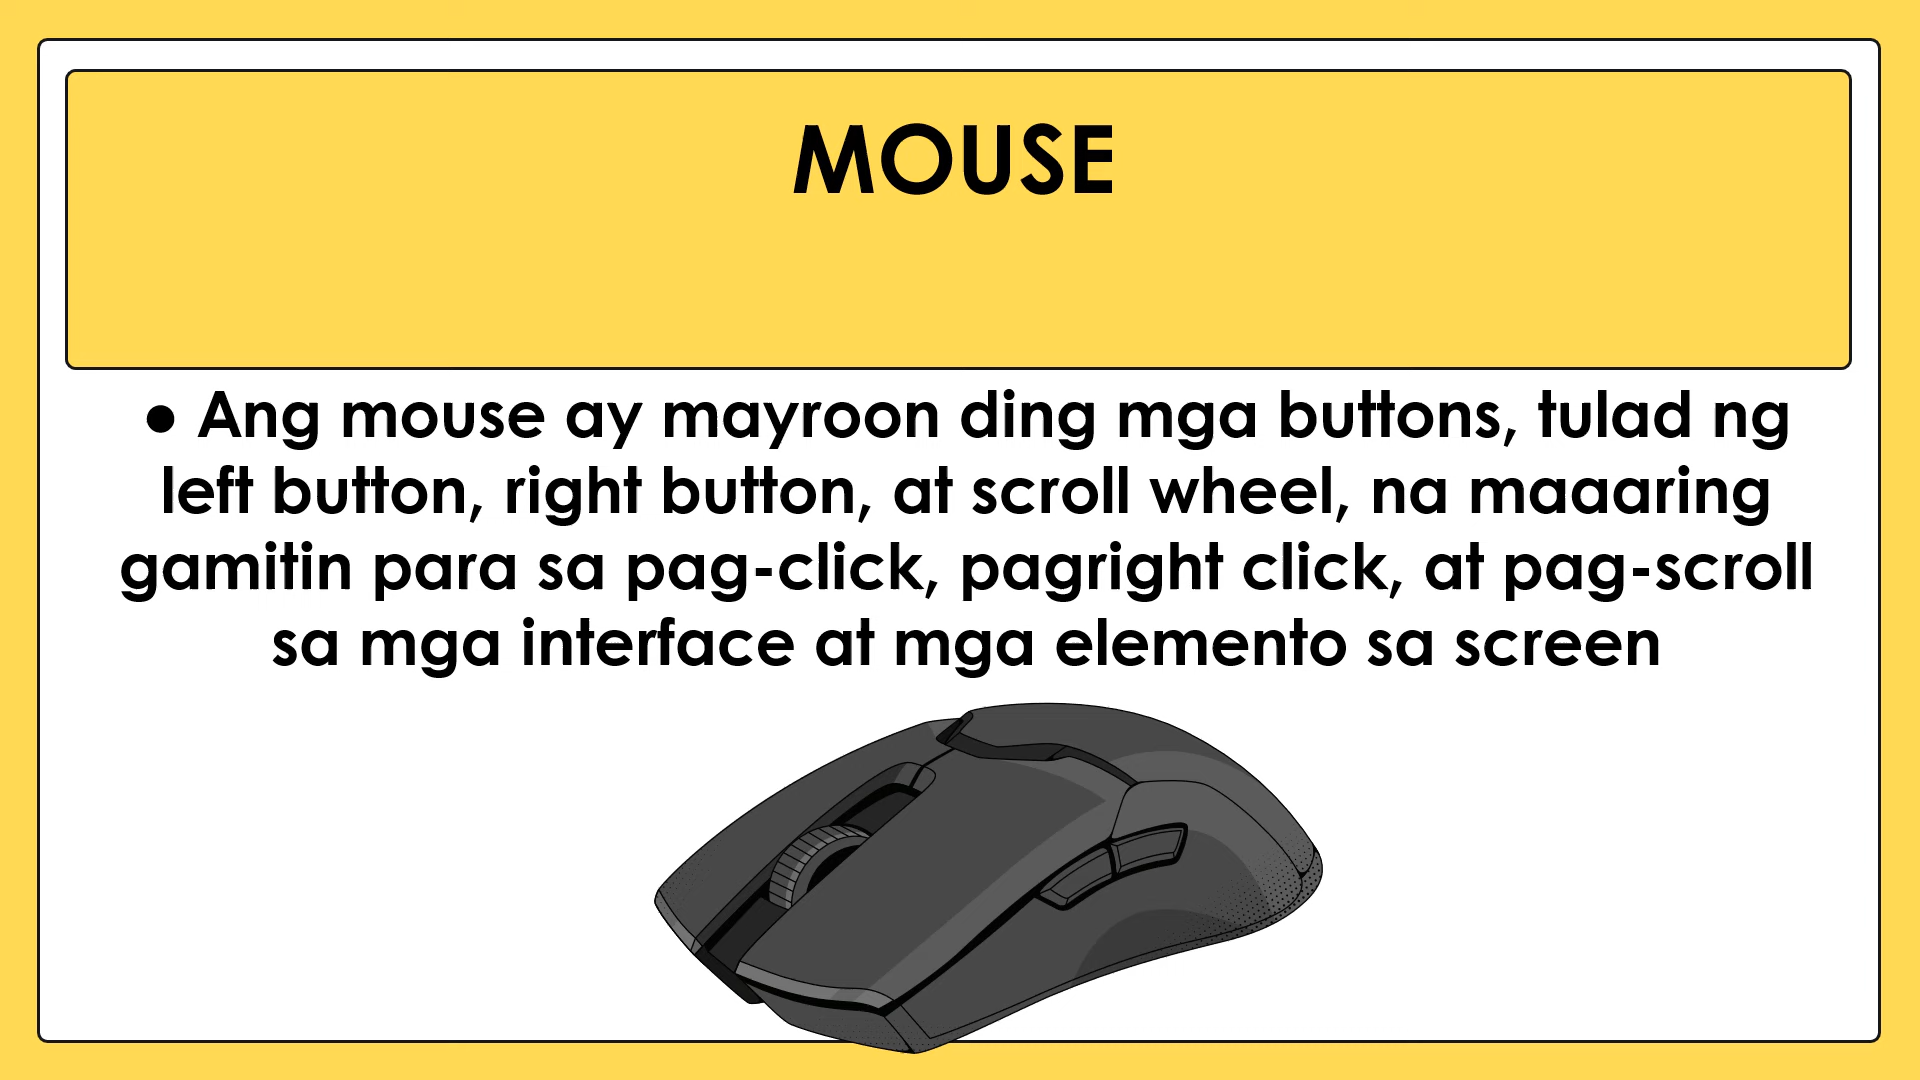 MOUSE
● Ang mouse ay mayroon ding mga buttons, tulad ng
left button, right button, at scroll wheel, na maaaring
gamitin para sa pag-click, pagright click, at pag-scroll
sa mga interface at mga elemento sa screen